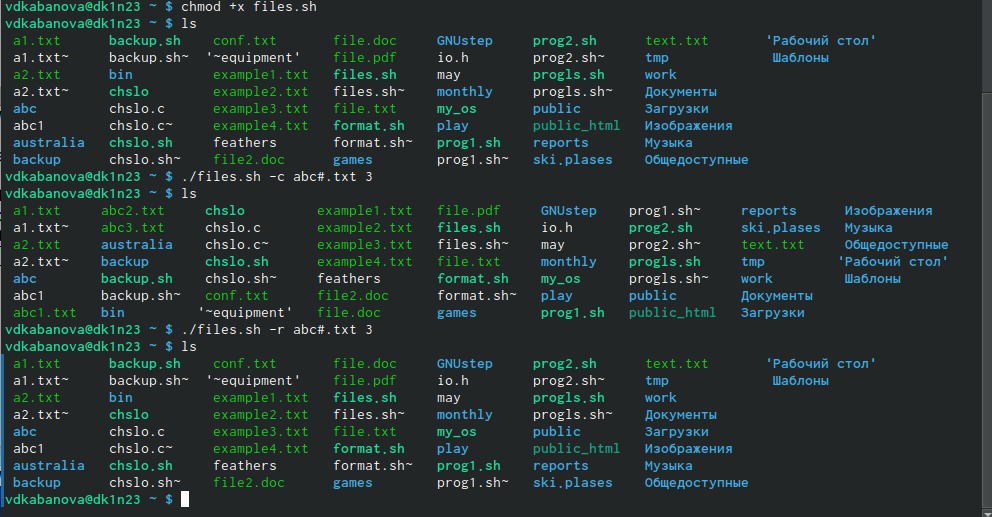 vdkabanova@dk1n23 ~ $ chmod +x files.sh
vdkabanova@dk1n23 ~ $ ls
a1.txt backup.sh conf.txt file.doc GNUstep prog2.sh text.txt 'Рабочий стол'
a1.txt~ backup.sh~ '~equipment' file.pdf io.h prog2.sh~ tmp Шаблоны
a2.txt bin example1.txt files.sh may progls.sh work
a2.txt~ chslo example2.txt files.sh~ monthly progls.sh~ Документы
abc chslo.c example3.txt file.txt my_os public Загрузки
abc1 chslo.c~ example4.txt format.sh play public_html Изображения
australia chslo.sh feathers format.sh~ prog1.sh reports Музыка
backup chslo.sh~ file2.doc games prog1.sh~ ski.plases Общедоступные
vdkabanova@dk1n23 ~ $ ./files.sh -c abc#.txt 3
vdkabanova@dk1n23 ~ $ ls
a1.txt abc2.txt chslo example1.txt file.pdf GNUstep prog1.sh~ reports Изображения
a1.txt~ abc3.txt chslo.c example2.txt files.sh io.h prog2.sh ski.plases Музыка
a2.txt australia chslo.c~ example3.txt files.sh~ may prog2.sh~ text.txt Общедоступные
a2.txt~ backup chslo.sh example4.txt file.txt monthly progls.sh tmp 'Рабочий стол'
abc backup.sh chslo.sh~ feathers format.sh my_os progls.sh~ work Шаблоны
abc1 backup.sh~ conf.txt file2.doc format.sh~ play public Документы
abc1.txt bin '~equipment' file.doc games prog1.sh public_html Загрузки
vdkabanova@dk1n23 ~ $ ./files.sh -r abc#.txt 3
vdkabanova@dk1n23 ~ $ ls
a1.txt backup.sh conf.txt file.doc GNUstep prog2.sh text.txt 'Рабочий стол'
a1.txt~ backup.sh~ '~equipment' file.pdf io.h prog2.sh~ tmp Шаблоны
a2.txt bin example1.txt files.sh may progls.sh work
a2.txt~ chslo example2.txt files.sh~ monthly progls.sh~ Документы
abc chslo.c example3.txt file.txt my_os public Загрузки
abc1 chslo.c~ example4.txt format.sh play public_html Изображения
australia chslo.sh feathers format.sh~ prog1.sh reports Музыка
backup chslo.sh~ file2.doc games prog1.sh~ ski.plases Общедоступные
vdkabanova@dk1n23 ~ $